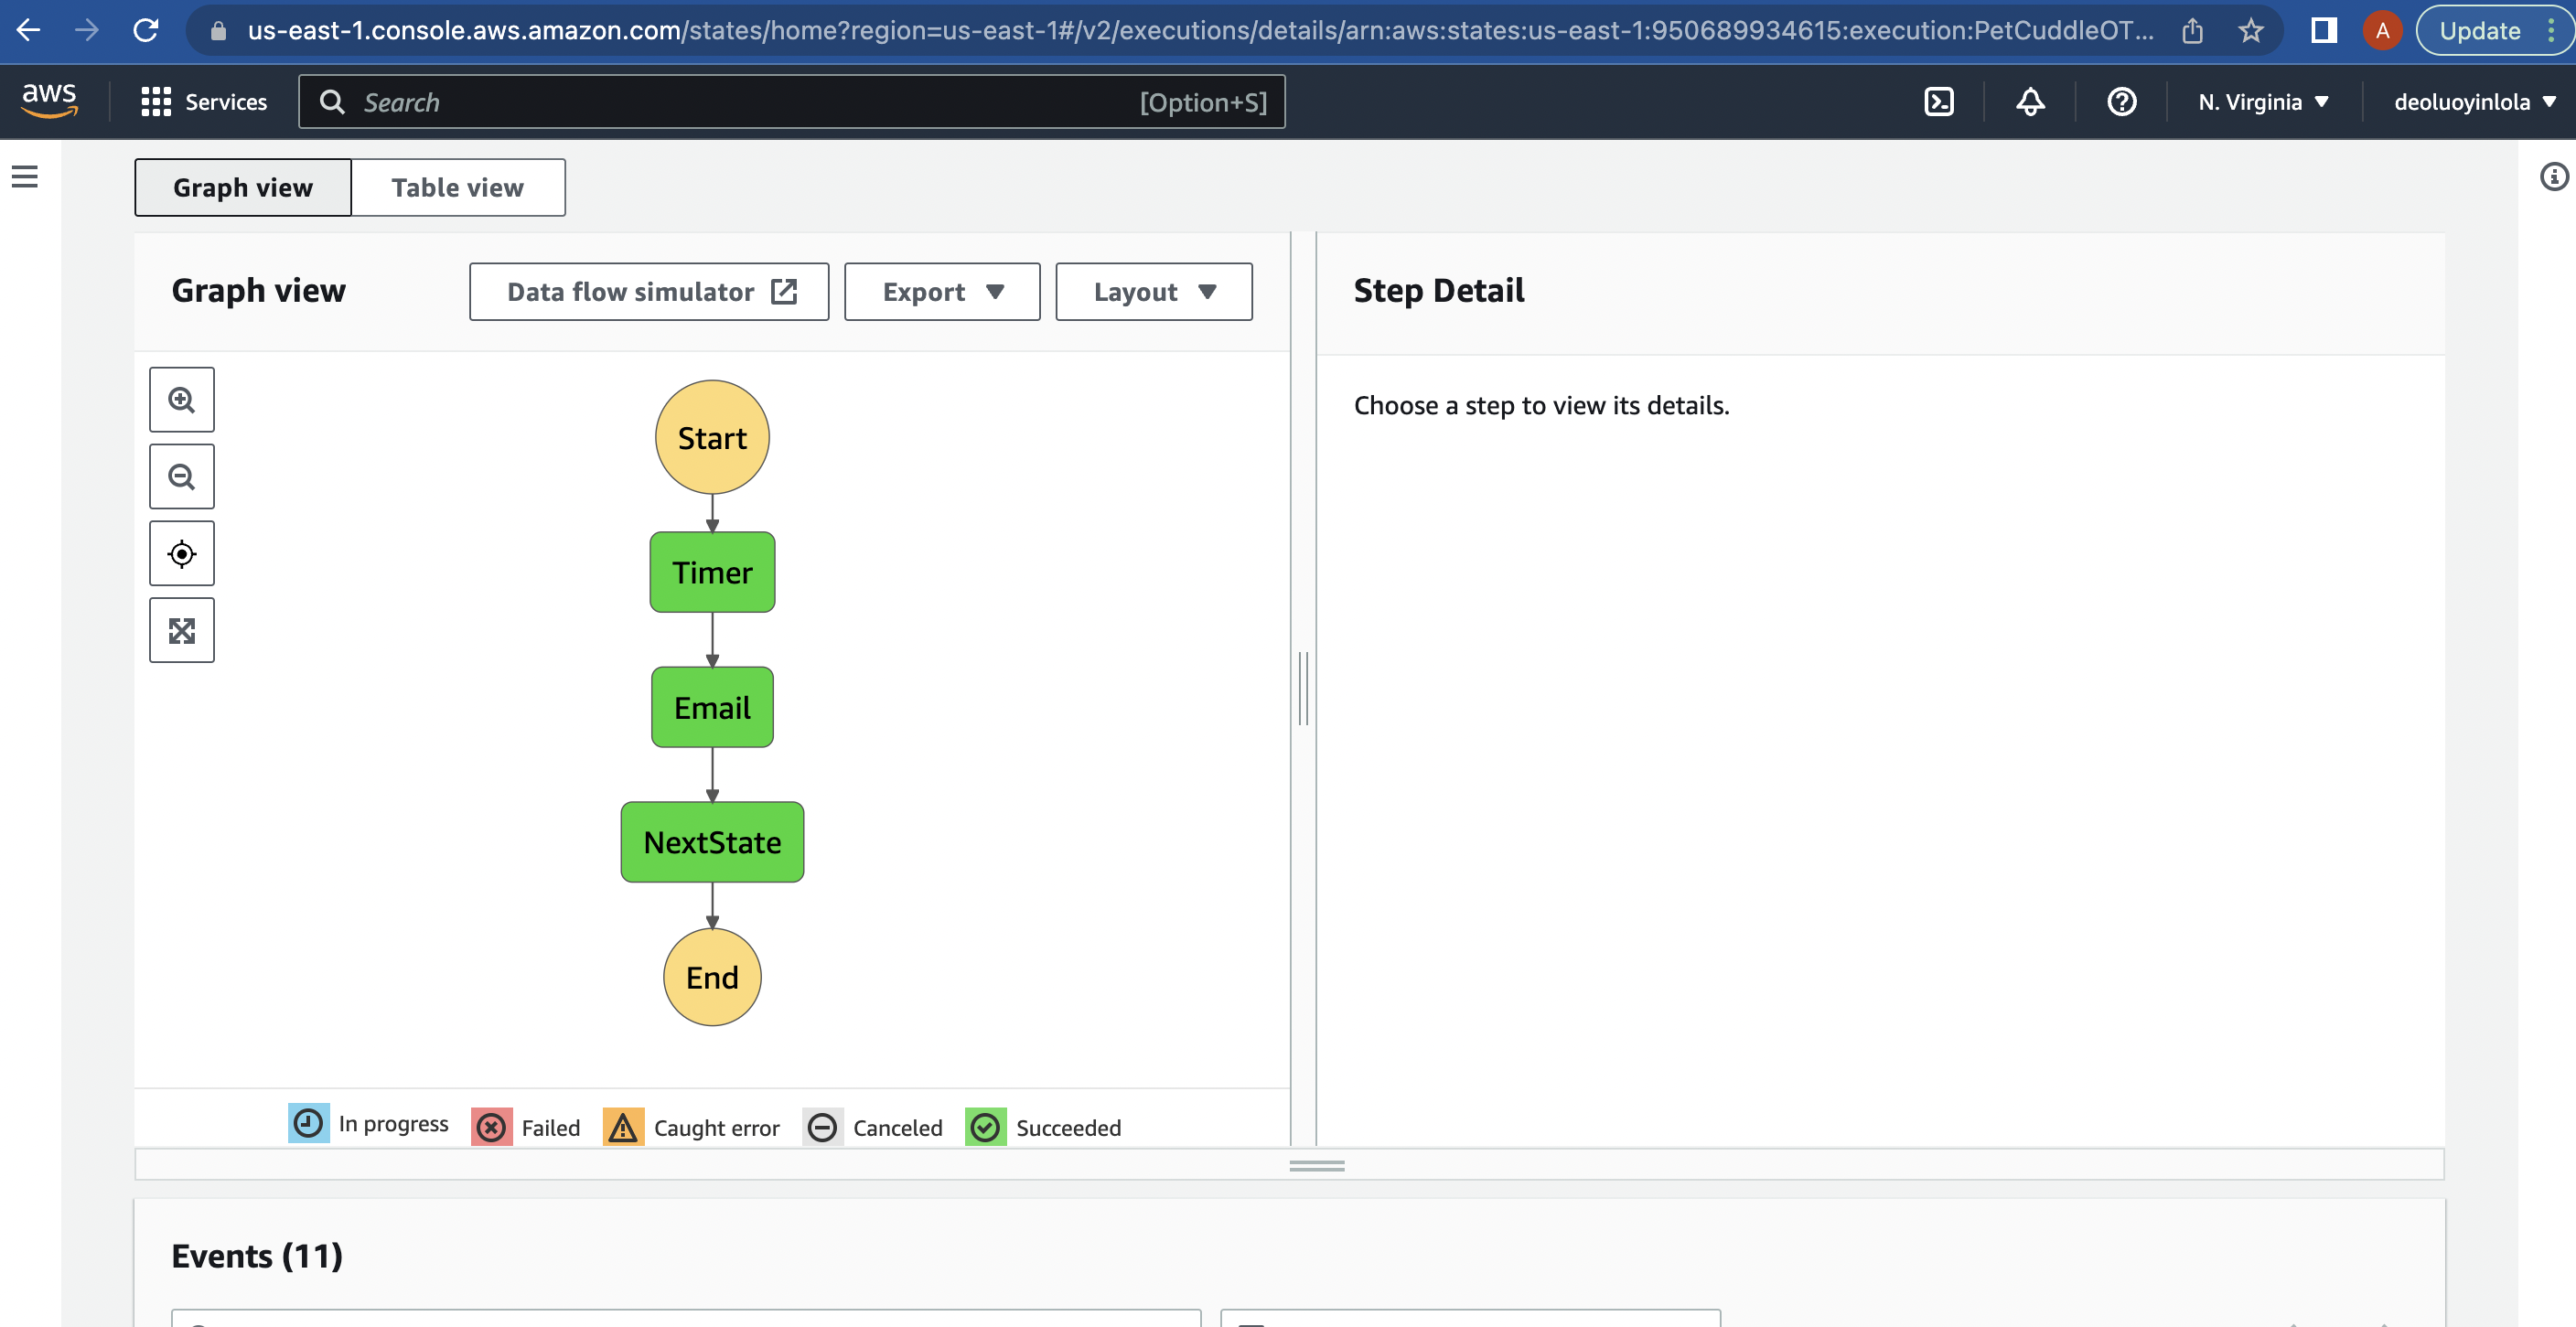 us-east-1.console.aws.amazon.com/states/home?region=us-east-1#/v2/executions/details/arn:aws:states:us-east-1:950689934615:execution:PetCuddleOT...
A
Update
aws
Services
Search
[Option+S]
N. Virginia
deoluoyinlola
Graph view
Table view
Graph view
Data flow simulator
Export
Layout
Step Detail
Choose a step to view its details.
Start
Timer
Email
NextState
End
In progress
Failed
Caught error
Canceled
Succeeded
Events (11)